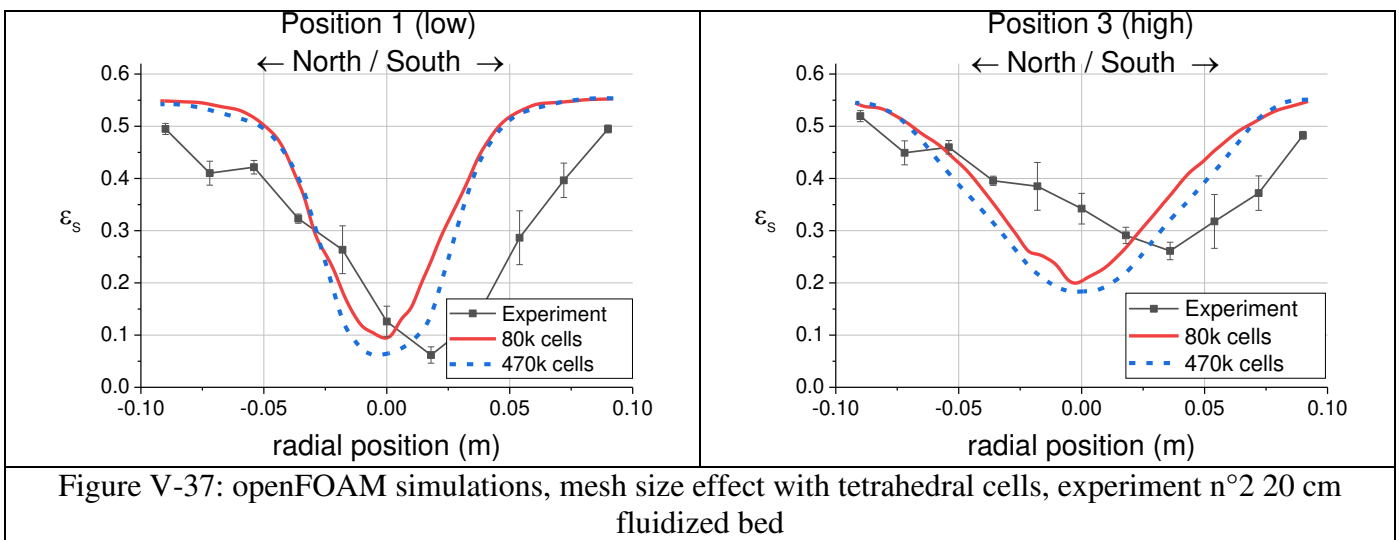 Position 1 (low)
← North / South →
0.6
0.5
0.4
0.3
0.2
0.1
0.0
εs
-0.10
-0.05
0.00
0.05
0.10
radial position (m)
Experiment
80k cells
470k cells
Position 3 (high)
← North / South →
0.6
0.5
0.4
0.3
0.2
0.1
0.0
εs
-0.10
-0.05
0.00
0.05
0.10
radial position (m)
Experiment
80k cells
470k cells
Figure V-37: openFOAM simulations, mesh size effect with tetrahedral cells, experiment n°2 20 cm
fluidized bed